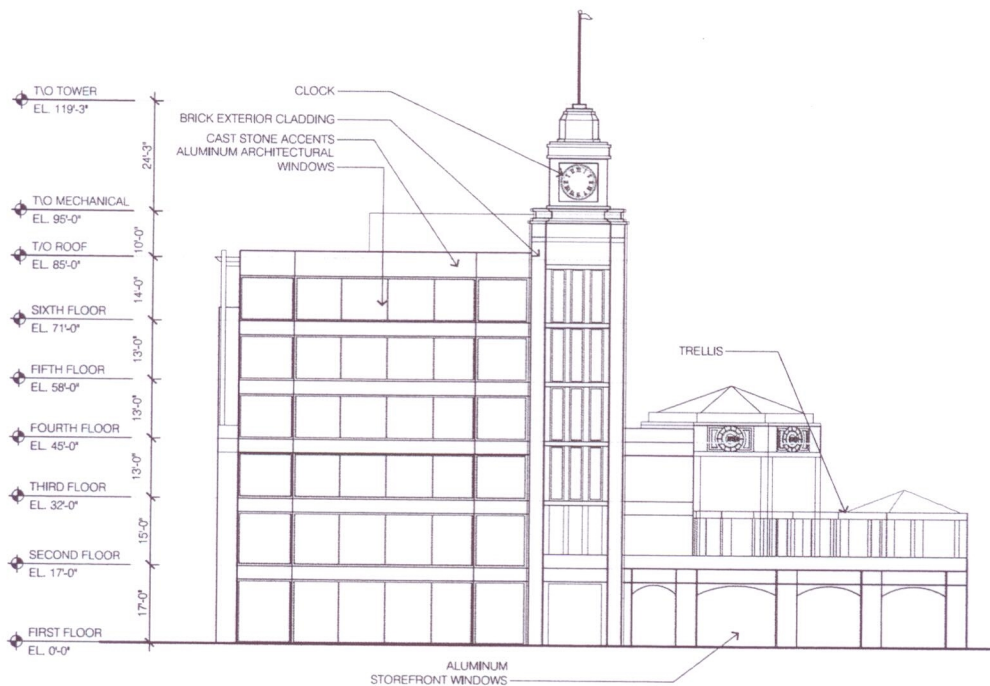 T\O TOWER
EL. 119'-3"
T\O MECHANICAL
EL. 95'-0"
T/O ROOF
EL. 85'-0"
SIXTH FLOOR
EL. 71'-0"
FIFTH FLOOR
EL. 58'-0"
FOURTH FLOOR
EL. 45'-0"
THIRD FLOOR
EL. 32'-0"
SECOND FLOOR
EL. 17'-0"
FIRST FLOOR
EL. 0'-0"
24'-3"
10'-0"
14'-0"
13'-0"
13'-0"
13'-0"
15'-0"
17'-0"
CLOCK
BRICK EXTERIOR CLADDING
CAST STONE ACCENTS
ALUMINUM ARCHITECTURAL
WINDOWS
TRELLIS
ALUMINUM
STOREFRONT WINDOWS